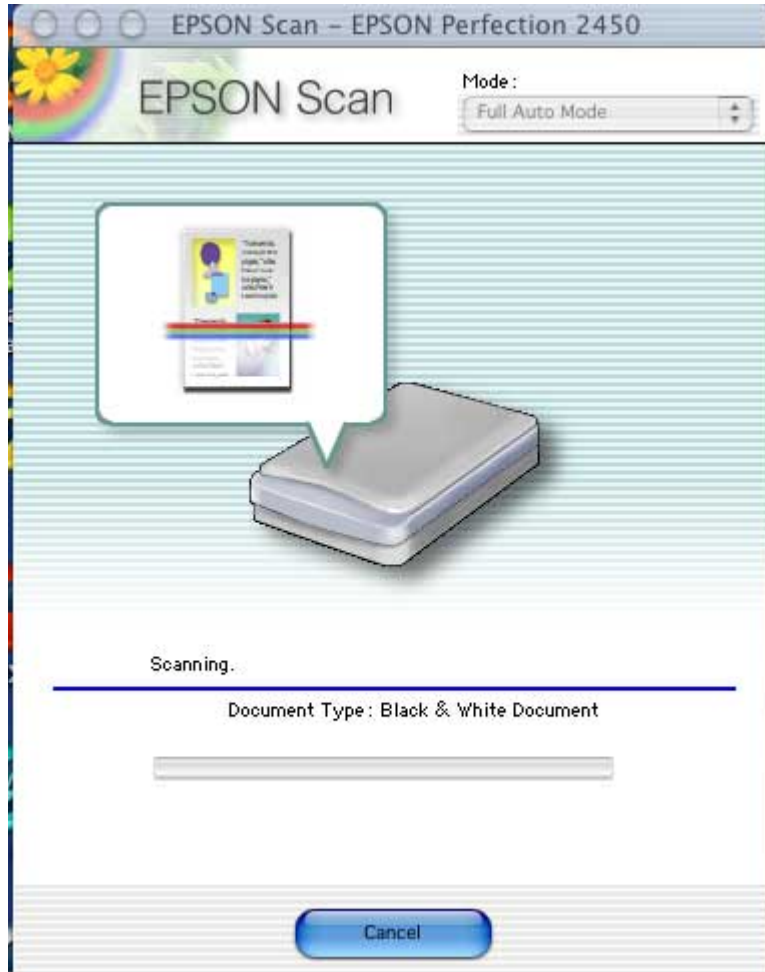 EPSON Scan – EPSON Perfection 2450
EPSON Scan
Mode :
Full Auto Mode
Scanning.
Document Type : Black & White Document
Cancel